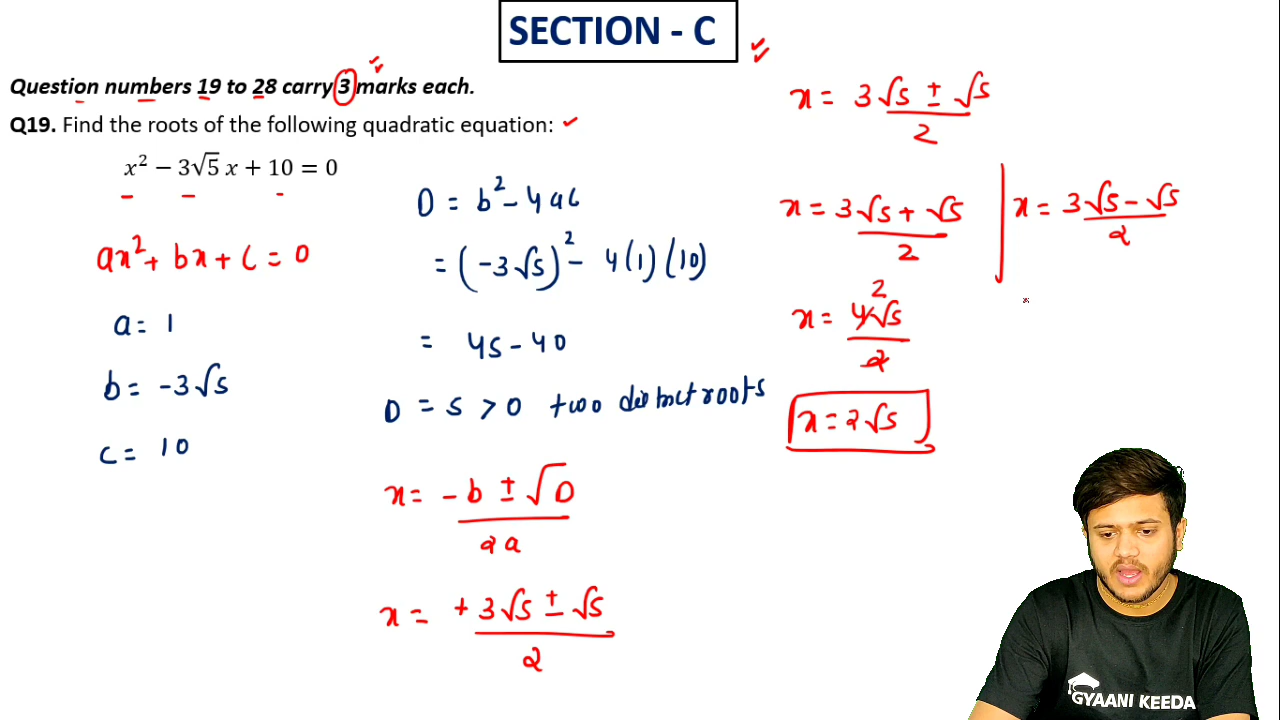 SECTION - C
Question numbers 19 to 28 carry 3 marks each.
Q19. Find the roots of the following quadratic equation:
x² − 3√5 x + 10 = 0
ax² + bx + c = 0
a = 1
b = -3√5
c = 10
D = b² - 4ac
= (-3√5)² - 4(1)(10)
= 45 - 40
D = 5 > 0 two distinct roots
x = -b ± √D
2a
x = +3√5 ± √5
2
x = 3√5 ± √5
2
x = 3√5 + √5
2
x = 4√5 2
2
x = 2√5
x = 3√5 - √5
2
GYAANI KEEDA